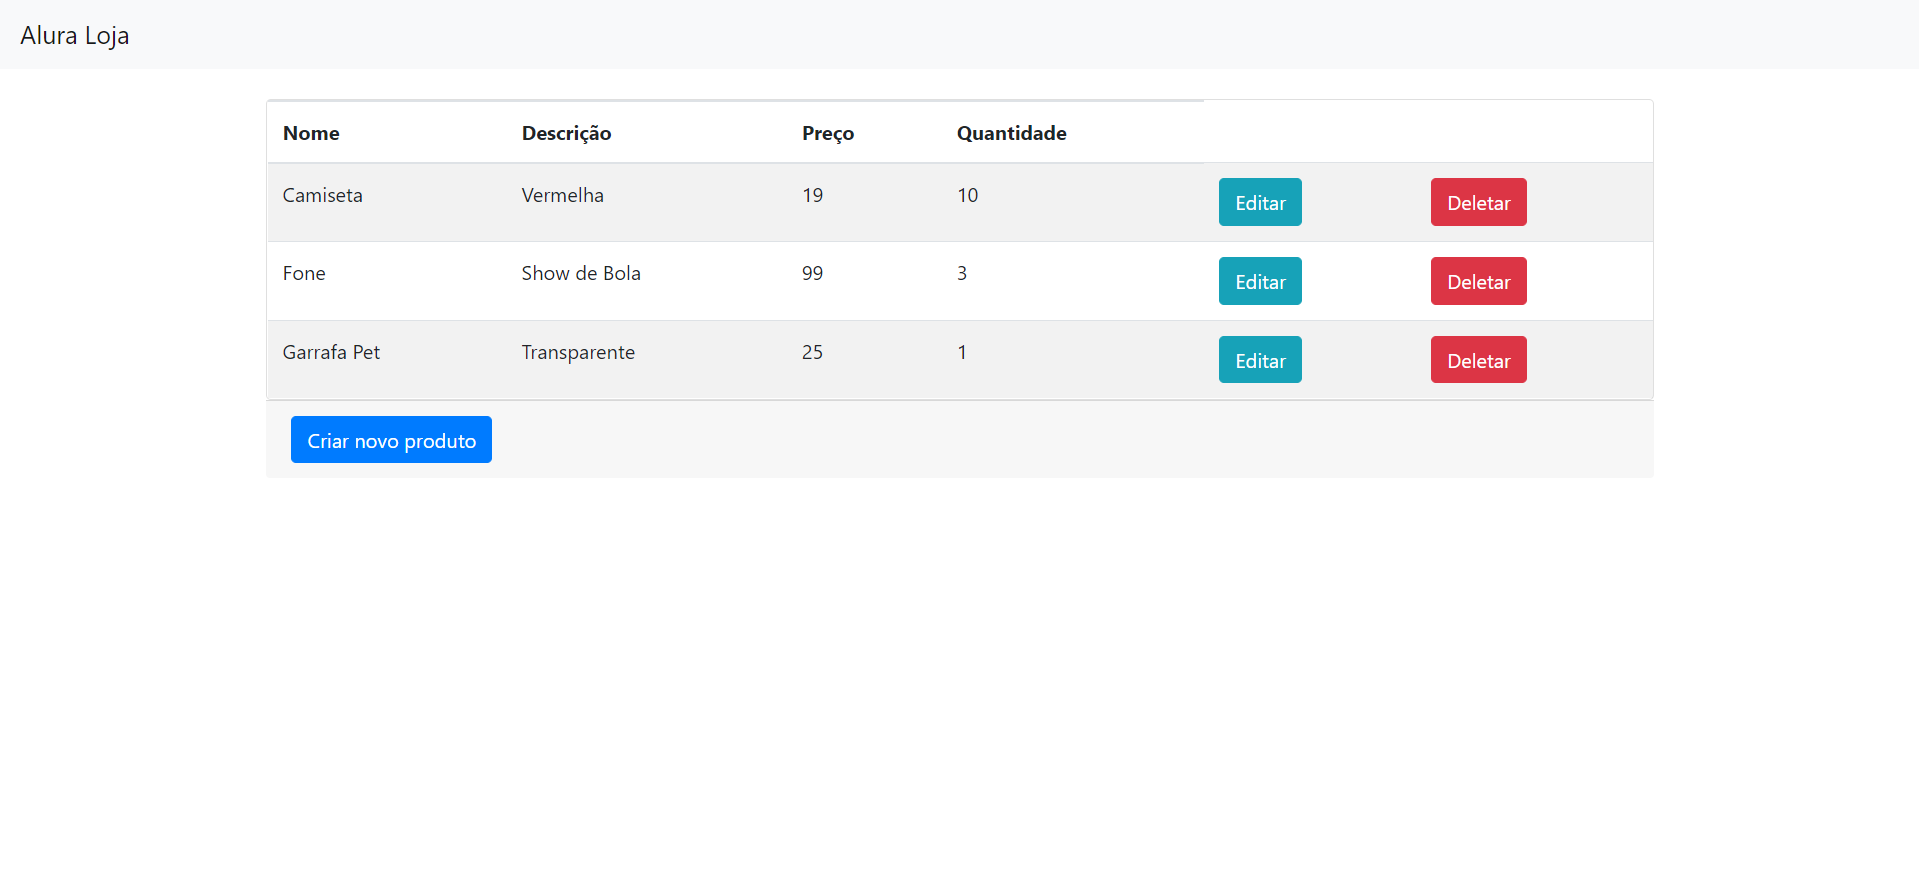 Alura Loja
Nome Descrição Preço Quantidade
Camiseta Vermelha 19 10 Editar Deletar
Fone Show de Bola 99 3 Editar Deletar
Garrafa Pet Transparente 25 1 Editar Deletar
Criar novo produto